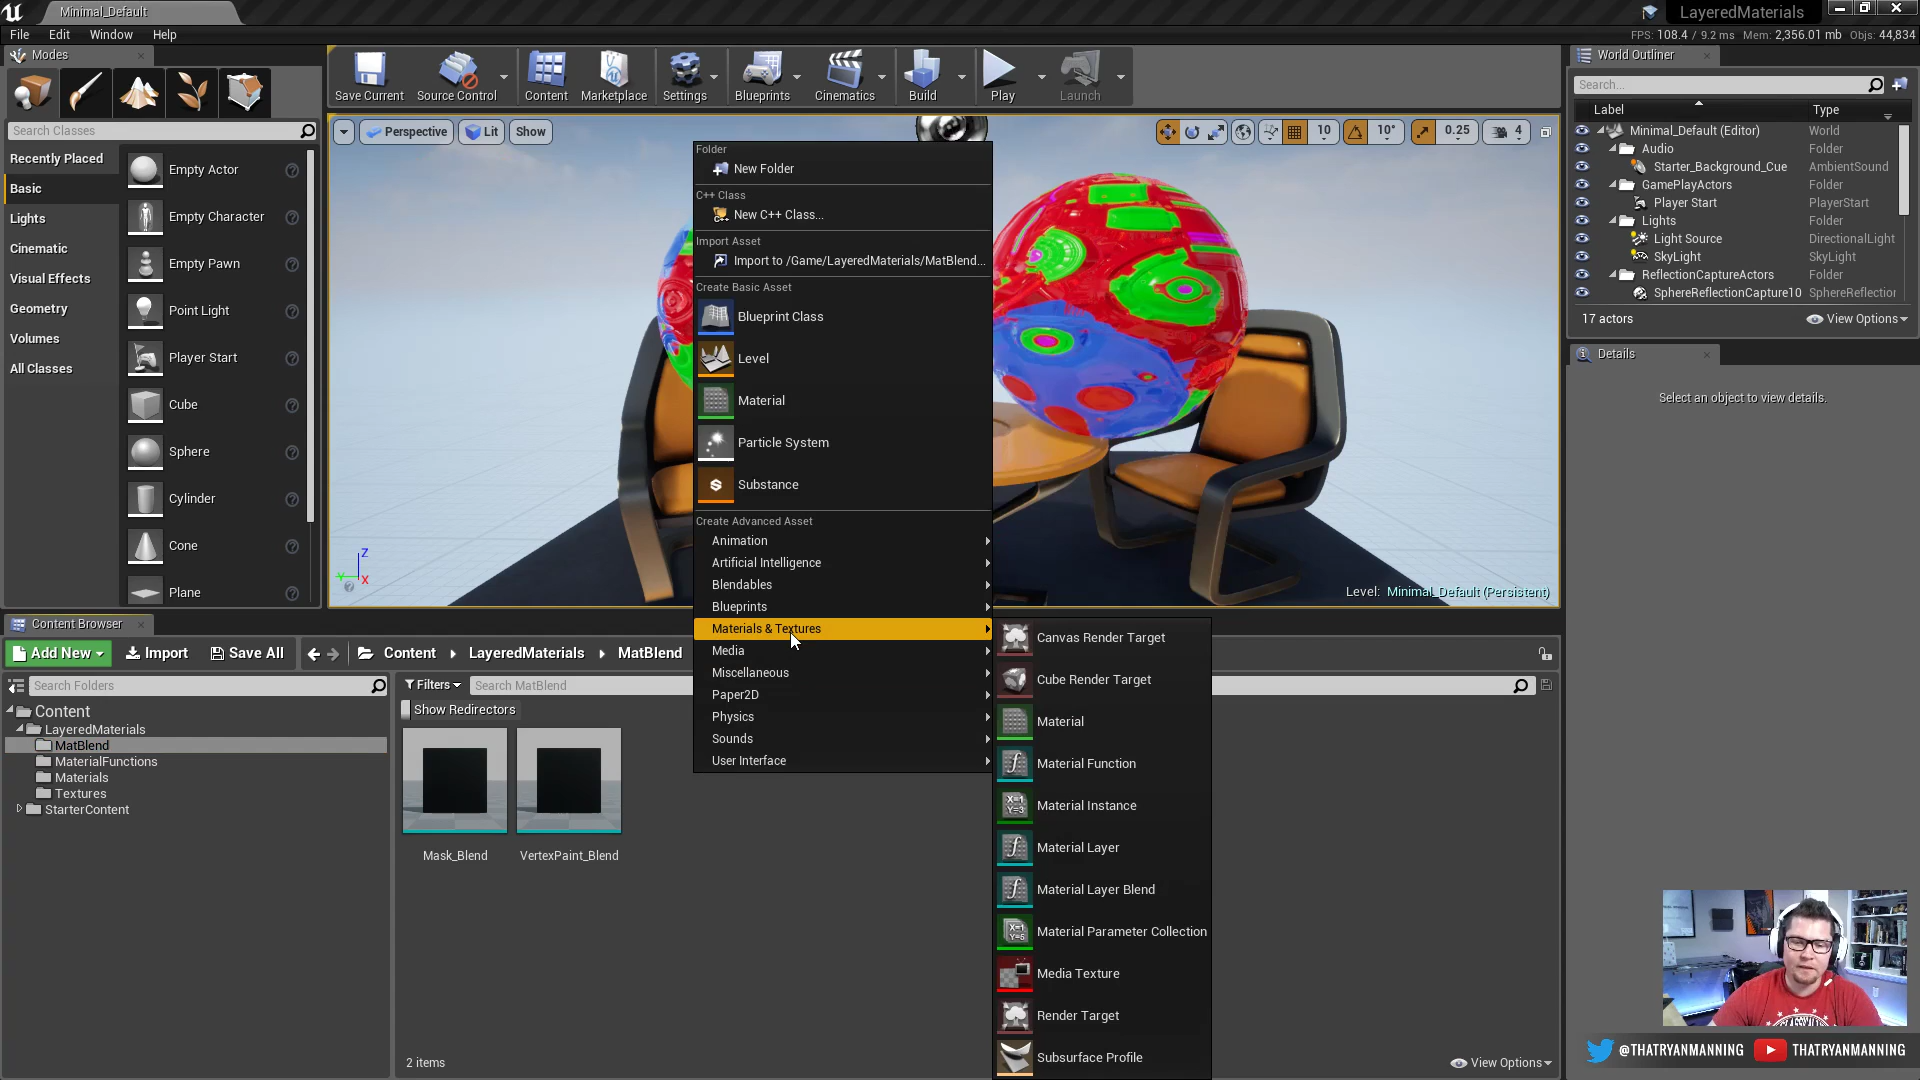 Minimal_Default
LayeredMaterials
File Edit Window Help
FPS: 108.4 / 9.2 ms Mem: 2,356.01 mb Objs: 44,834
Modes
Search Classes
Recently Placed
Basic
Lights
Cinematic
Visual Effects
Geometry
Volumes
All Classes
Empty Actor
Empty Character
Empty Pawn
Point Light
Player Start
Cube
Sphere
Cylinder
Cone
Plane
Save Current
Source Control
Content
Marketplace
Settings
Blueprints
Cinematics
Build
Play
Launch
Perspective
Lit
Show
10
10°
0.25
4
Z
Y
X
Level: Minimal_Default (Persistent)
Folder
New Folder
C++ Class
New C++ Class...
Import Asset
Import to /Game/LayeredMaterials/MatBlend...
Create Basic Asset
Blueprint Class
Level
Material
Particle System
Substance
Create Advanced Asset
Animation
Artificial Intelligence
Blendables
Blueprints
Materials & Textures
Media
Miscellaneous
Paper2D
Physics
Sounds
User Interface
Canvas Render Target
Cube Render Target
Material
Material Function
Material Instance
Material Layer
Material Layer Blend
Material Parameter Collection
Media Texture
Render Target
Subsurface Profile
World Outliner
Search...
Label Type
Minimal_Default (Editor) World
Audio Folder
Starter_Background_Cue AmbientSound
GamePlayActors Folder
Player Start PlayerStart
Lights Folder
Light Source DirectionalLight
SkyLight SkyLight
ReflectionCaptureActors Folder
SphereReflectionCapture10 SphereReflection
17 actors
View Options
Details
Select an object to view details.
Content Browser
Add New
Import
Save All
Content
LayeredMaterials
MatBlend
Search Folders
Filters
Search MatBlend
Show Redirectors
Content
LayeredMaterials
MatBlend
MaterialFunctions
Materials
Textures
StarterContent
Mask_Blend
VertexPaint_Blend
2 items
View Options
@THATRYANMANNING
THATRYANMANNING